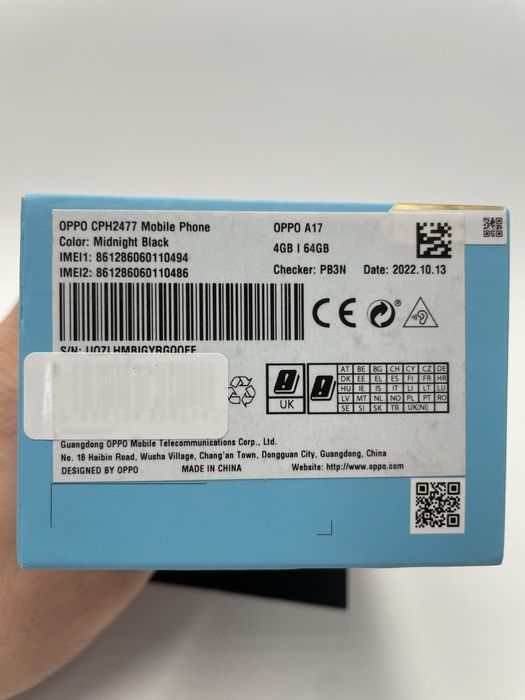 OPPO CPH2477 Mobile Phone
OPPO A17
Color: Midnight Black
4GB | 64GB
IMEI1: 861286060110494
IMEI2: 861286060110486
Checker: PB3N
Date: 2022.10.13
CE
S/N:
UK
AT BE BG CH CY CZ DE
DK EE EL ES FI FR HR
HU IE IS IT LI LT LU
LV MT NL NO PL PT RO
SE SI SK TR UK(NI)
Guangdong OPPO Mobile Telecommunications Corp., Ltd.
No. 18 Haibin Road, Wusha Village, Chang'an Town, Dongguan City, Guangdong, China
DESIGNED BY OPPO
MADE IN CHINA
Website: http://www.oppo.com